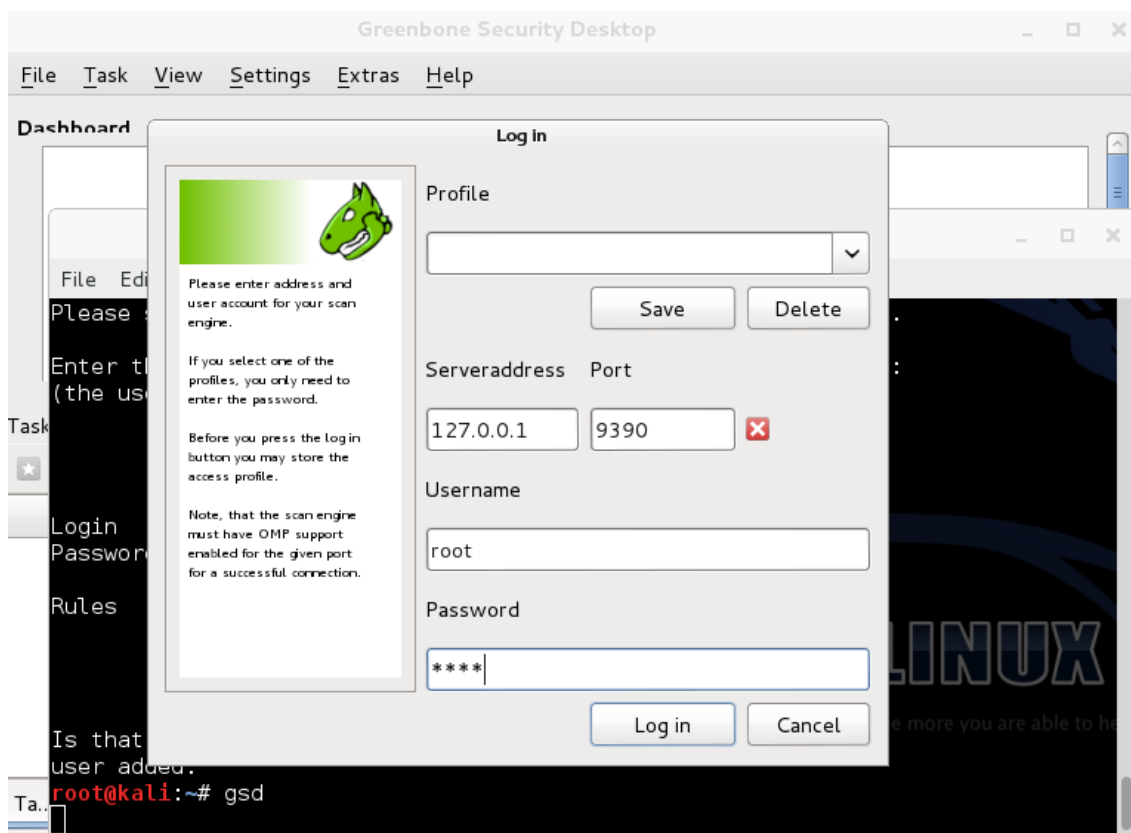 Greenbone Security Desktop
File Task View Settings Extras Help
Dashboard
Log in
Profile
Please enter address and
user account for your scan
engine.
If you select one of the
profiles, you only need to
enter the password.
Before you press the log in
button you may store the
access profile.
Note, that the scan engine
must have OMP support
enabled for the given port
for a successful connection.
Save Delete
Serveraddress Port
127.0.0.1 9390
Username
root
Password
****
Log in Cancel
File Edi
Please .
Enter :
(the us
Task
Login
Passwor
Rules
LINUX
e more you are able to he
Is that
user added.
Ta..
root@kali:~# gsd